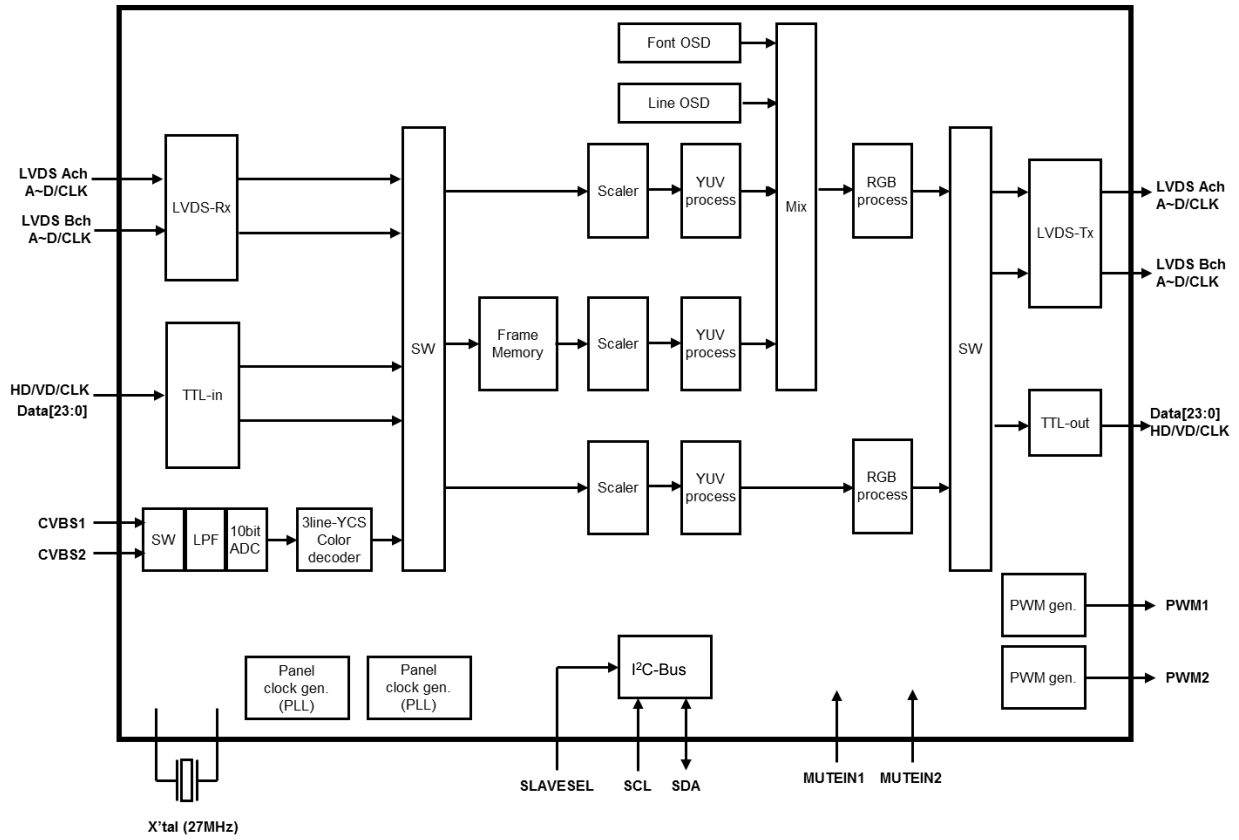 Font OSD
Line OSD
LVDS Ach
A~D/CLK
LVDS Bch
A~D/CLK
LVDS-Rx
Scaler
YUV
process
Mix
RGB
process
LVDS-Tx
LVDS Ach
A~D/CLK
LVDS Bch
A~D/CLK
HD/VD/CLK
Data[23:0]
TTL-in
SW
Frame
Memory
Scaler
YUV
process
SW
TTL-out
Data[23:0]
HD/VD/CLK
Scaler
YUV
process
RGB
process
CVBS1
CVBS2
SW
LPF
10bit
ADC
3line-YCS
Color
decoder
PWM gen.
PWM1
PWM gen.
PWM2
Panel
clock gen.
(PLL)
Panel
clock gen.
(PLL)
I²C-Bus
SLAVESEL
SCL
SDA
MUTEIN1
MUTEIN2
X'tal (27MHz)